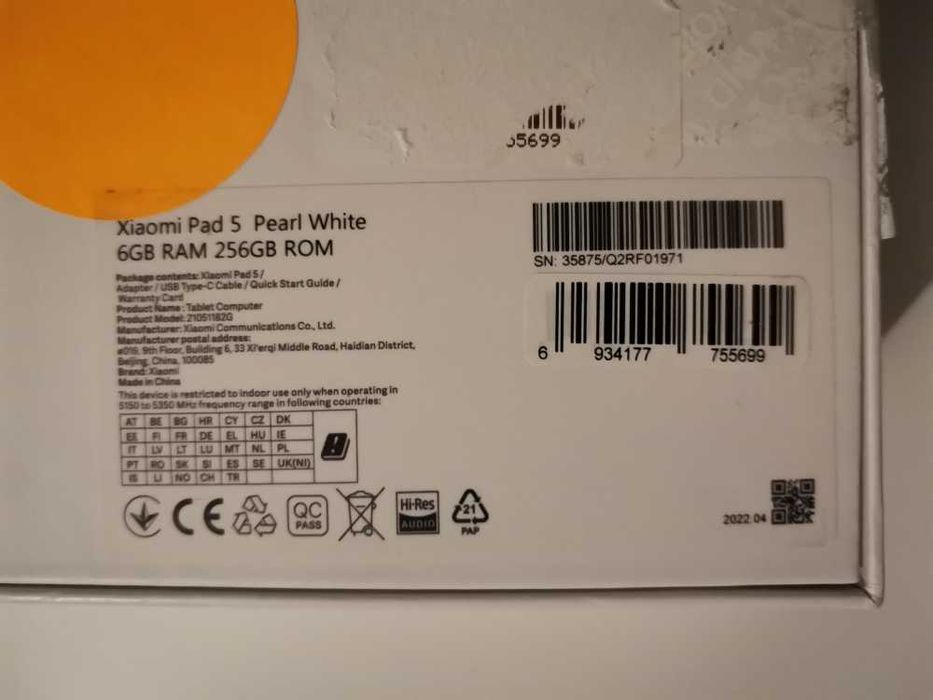 55699
Xiaomi Pad 5 Pearl White
6GB RAM 256GB ROM
Package contents: Xiaomi Pad 5 /
Adapter / USB Type-C Cable / Quick Start Guide /
Warranty Card
Product Name: Tablet Computer
Product Model: 21051182G
Manufacturer: Xiaomi Communications Co., Ltd.
Manufacturer postal address:
#019, 9th Floor, Building 6, 33 Xi'erqi Middle Road, Haidian District,
Beijing, China, 100085
Brand: Xiaomi
Made in China
This device is restricted to indoor use only when operating in
5150 to 5350 MHz frequency range in following countries:
AT BE BG HR CY CZ DK
EE FI FR DE EL HU IE
IT LV LT LU MT NL PL
PT RO SK SI ES SE UK(NI)
IS LI NO CH TR
CE
QC
PASS
Hi-Res
AUDIO
21
PAP
SN: 35875/Q2RF01971
6 934177 755699
2022.04